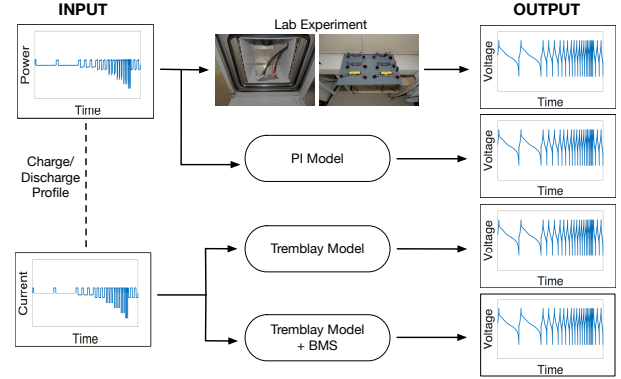 INPUT
OUTPUT
Lab Experiment
Power
Time
Voltage
Time
PI Model
Voltage
Time
Charge/
Discharge
Profile
Tremblay Model
Voltage
Time
Current
Time
Tremblay Model
+ BMS
Voltage
Time